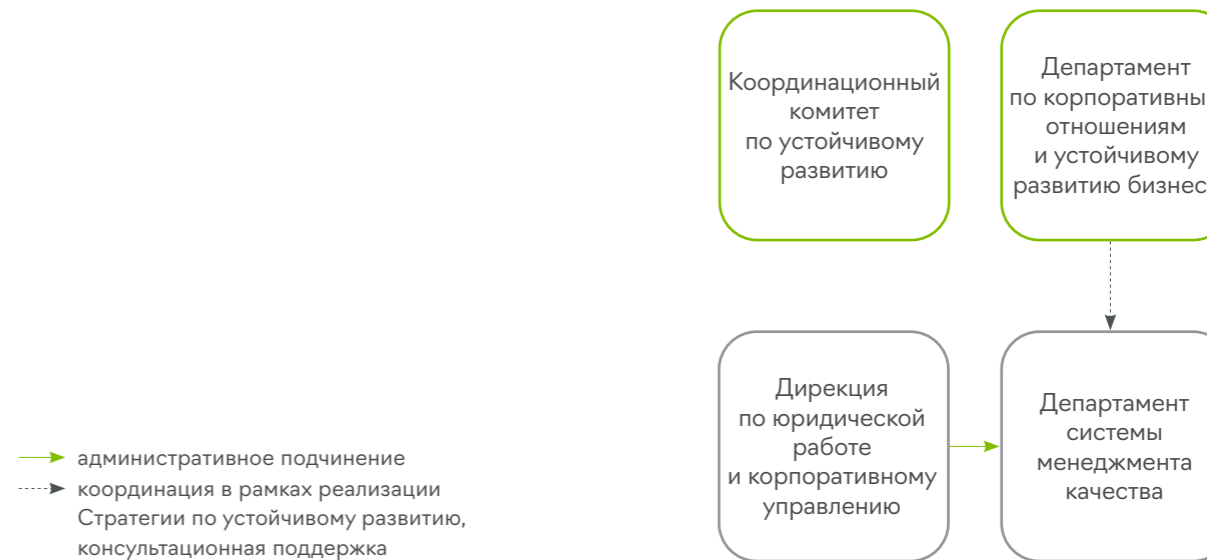 Координационный
комитет
по устойчивому
развитию
Департамент
по корпоративны
отношениям
и устойчивому
развитию бизнес
Дирекция
по юридической
работе
и корпоративному
управлению
Департамент
системы
менеджмента
качества
административное подчинение
координация в рамках реализации
Стратегии по устойчивому развитию,
консультационная поддержка